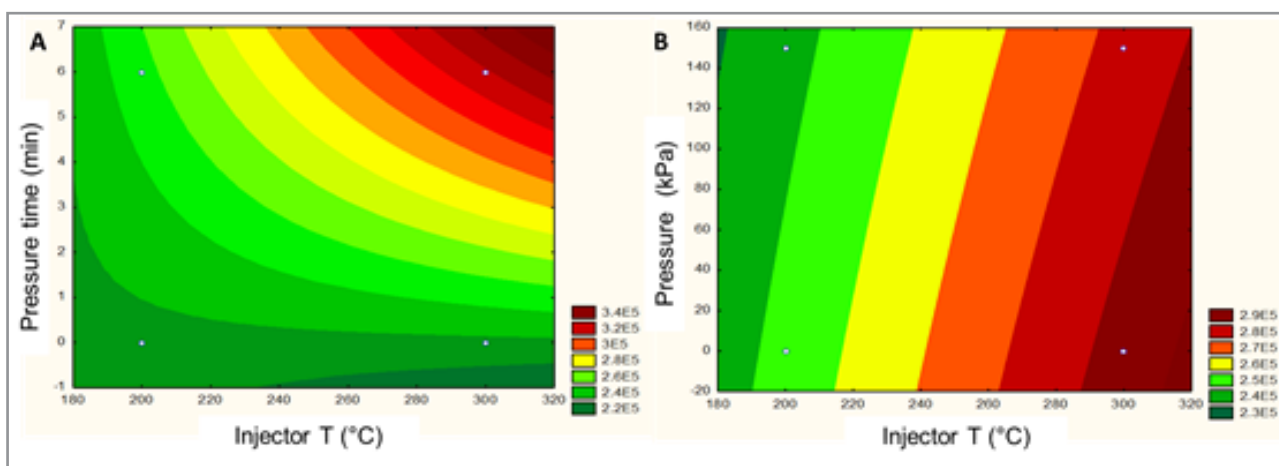 A
Pressure time (min)
7
6
5
4
3
2
1
0
-1
180 200 220 240 260 280 300 320
Injector T (°C)
3.4E5
3.2E5
3E5
2.8E5
2.6E5
2.4E5
2.2E5
B
Pressure (kPa)
160
140
120
100
80
60
40
20
0
-20
180 200 220 240 260 280 300 320
Injector T (°C)
2.9E5
2.8E5
2.7E5
2.6E5
2.5E5
2.4E5
2.3E5